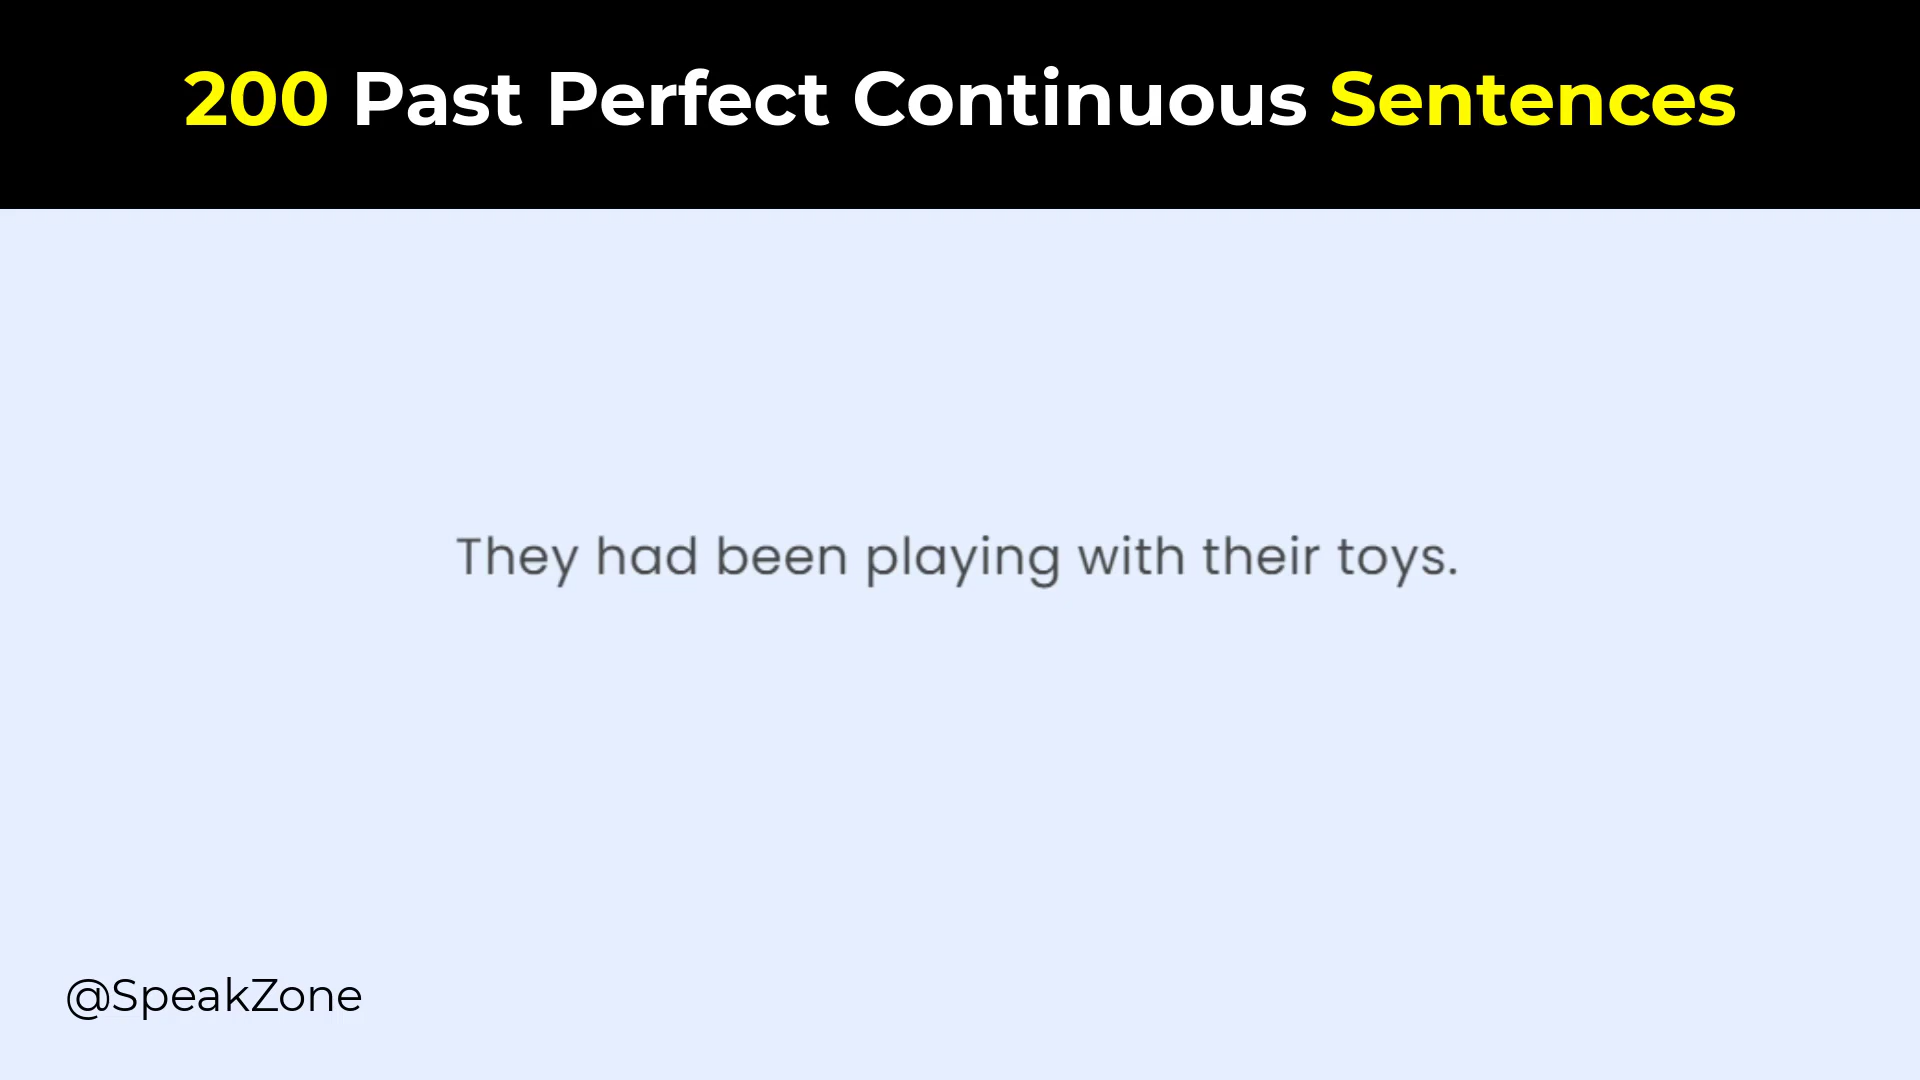 200 Past Perfect Continuous Sentences
They had been playing with their toys.
@SpeakZone